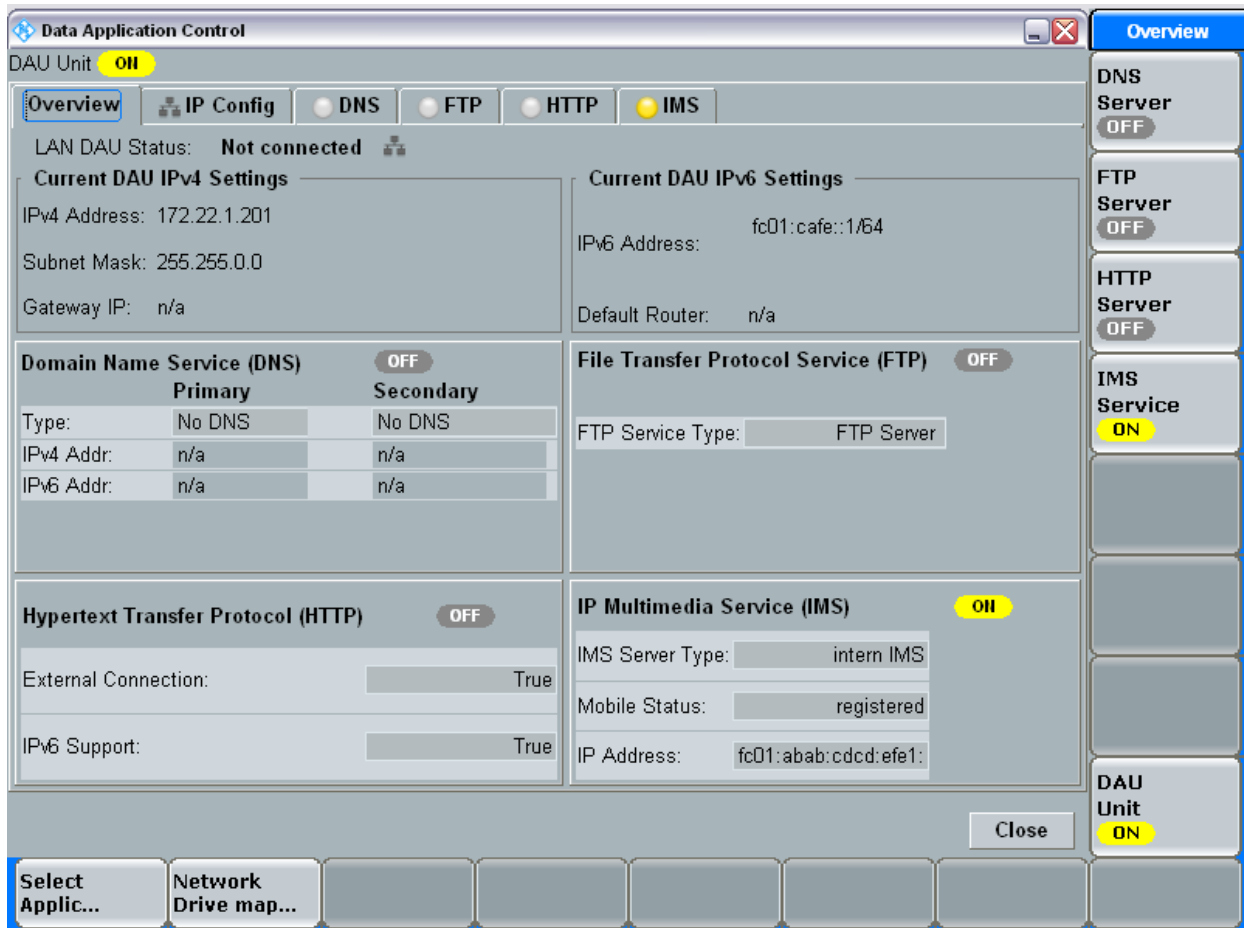 Data Application Control
Overview
DAU Unit ON
Overview IP Config DNS FTP HTTP IMS
LAN DAU Status: Not connected
Current DAU IPv4 Settings
IPv4 Address: 172.22.1.201
Subnet Mask: 255.255.0.0
Gateway IP: n/a
Current DAU IPv6 Settings
IPv6 Address: fc01:cafe::1/64
Default Router: n/a
Domain Name Service (DNS) OFF
Primary Secondary
Type: No DNS No DNS
IPv4 Addr: n/a n/a
IPv6 Addr: n/a n/a
File Transfer Protocol Service (FTP) OFF
FTP Service Type: FTP Server
Hypertext Transfer Protocol (HTTP) OFF
External Connection: True
IPv6 Support: True
IP Multimedia Service (IMS) ON
IMS Server Type: intern IMS
Mobile Status: registered
IP Address: fc01:abab:cdcd:efe1:
Close
DNS
Server
OFF
FTP
Server
OFF
HTTP
Server
OFF
IMS
Service
ON
DAU
Unit
ON
Select
Applic...
Network
Drive map...